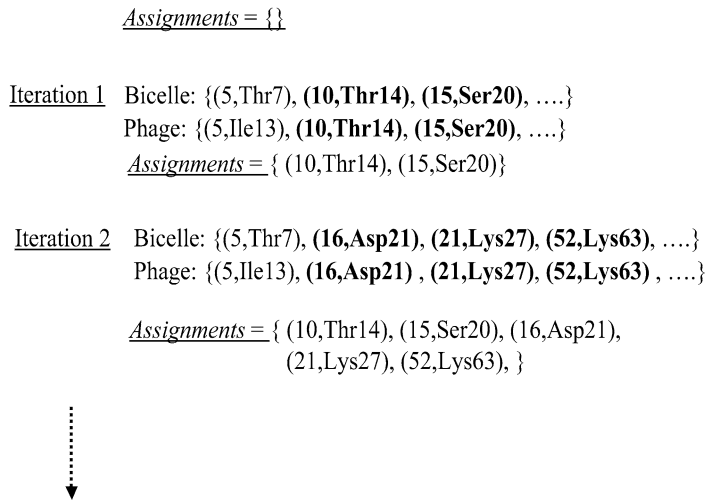 Assignments = {}
Iteration 1 Bicelle: {(5,Thr7), (10,Thr14), (15,Ser20), ….}
Phage: {(5,Ile13), (10,Thr14), (15,Ser20), ….}
Assignments = { (10,Thr14), (15,Ser20)}
Iteration 2 Bicelle: {(5,Thr7), (16,Asp21), (21,Lys27), (52,Lys63), ….}
Phage: {(5,Ile13), (16,Asp21) , (21,Lys27), (52,Lys63) , ….}
Assignments = { (10,Thr14), (15,Ser20), (16,Asp21),
(21,Lys27), (52,Lys63), }